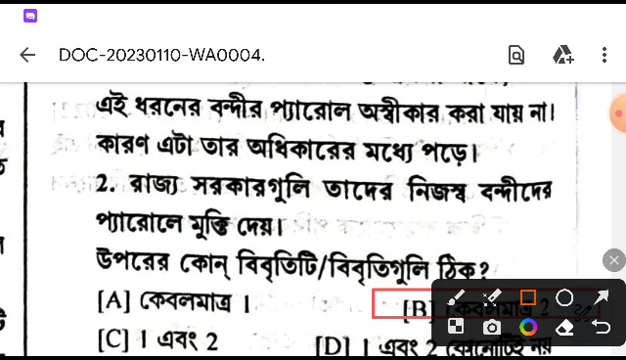 DOC-20230110-WA0004.
এই ধরনের বন্দীর প্যারোল অস্বীকার করা যায় না।
কারণ এটা তার অধিকারের মধ্যে পড়ে।
2. রাজ্য সরকারগুলি তাদের নিজস্ব বন্দীদের
প্যারোলে মুক্তি দেয়।
উপরের কোন্ বিবৃতিটি/বিবৃতিগুলি ঠিক?
[A] কেবলমাত্র 1 [B] কেবলমাত্র 2
[C] 1 এবং 2 [D] 1 এবং 2 কোনোটিই নয়